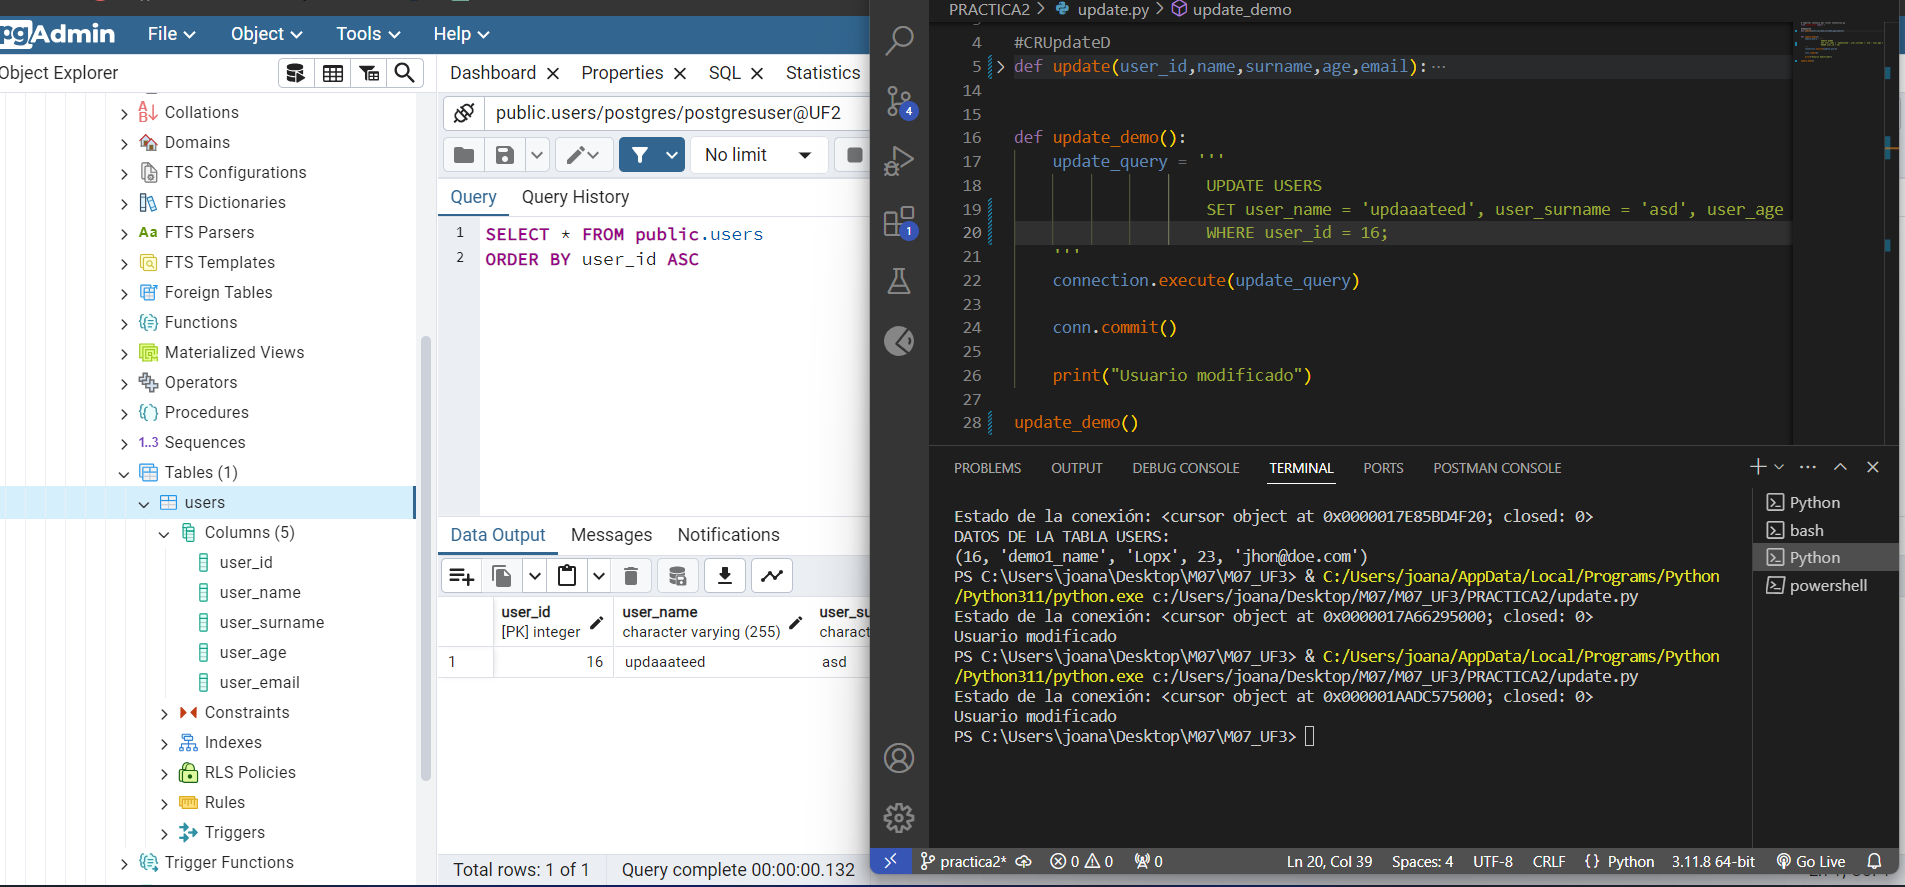 pgAdmin
File
Object
Tools
Help
Object Explorer
Collations
Domains
FTS Configurations
FTS Dictionaries
Aa FTS Parsers
FTS Templates
Foreign Tables
Functions
Materialized Views
Operators
Procedures
1..3 Sequences
Tables (1)
users
Columns (5)
user_id
user_name
user_surname
user_age
user_email
Constraints
Indexes
RLS Policies
Rules
Triggers
Trigger Functions
Dashboard
Properties
SQL
Statistics
public.users/postgres/postgresuser@UF2
No limit
Query
Query History
1 SELECT * FROM public.users
2 ORDER BY user_id ASC
Data Output
Messages
Notifications
user_id
[PK] integer
user_name
character varying (255)
user_su
charact
1 16 updaaateed asd
Total rows: 1 of 1
Query complete 00:00:00.132
PRACTICA2 > update.py > update_demo
4 #CRUpdateD
5 def update(user_id,name,surname,age,email):···
14
15
16 def update_demo():
17 update_query = '''
18 UPDATE USERS
19 SET user_name = 'updaaateed', user_surname = 'asd', user_age
20 WHERE user_id = 16;
21 '''
22 connection.execute(update_query)
23
24 conn.commit()
25
26 print("Usuario modificado")
27
28 update_demo()
4
1
PROBLEMS
OUTPUT
DEBUG CONSOLE
TERMINAL
PORTS
POSTMAN CONSOLE
Estado de la conexión: <cursor object at 0x0000017E85BD4F20; closed: 0>
DATOS DE LA TABLA USERS:
(16, 'demo1_name', 'Lopx', 23, 'jhon@doe.com')
PS C:\Users\joana\Desktop\M07\M07_UF3> & C:/Users/joana/AppData/Local/Programs/Python
/Python311/python.exe c:/Users/joana/Desktop/M07/M07_UF3/PRACTICA2/update.py
Estado de la conexión: <cursor object at 0x0000017A66295000; closed: 0>
Usuario modificado
PS C:\Users\joana\Desktop\M07\M07_UF3> & C:/Users/joana/AppData/Local/Programs/Python
/Python311/python.exe c:/Users/joana/Desktop/M07/M07_UF3/PRACTICA2/update.py
Estado de la conexión: <cursor object at 0x000001AADC575000; closed: 0>
Usuario modificado
PS C:\Users\joana\Desktop\M07\M07_UF3>
Python
bash
Python
powershell
practica2*
0
0
0
Ln 20, Col 39
Spaces: 4
UTF-8
CRLF
{ } Python
3.11.8 64-bit
Go Live